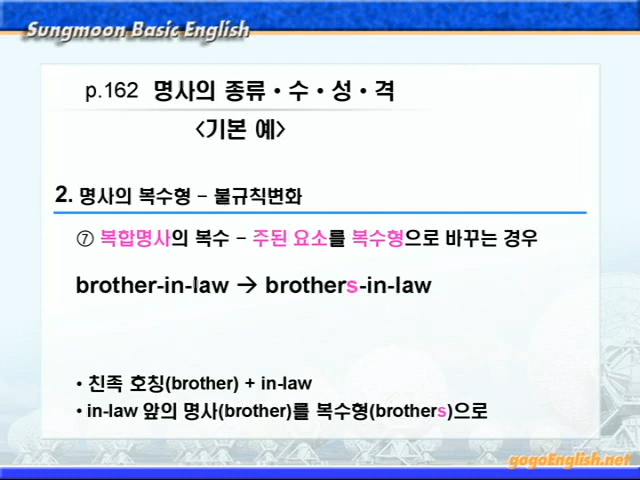 Sungmoon Basic English
p.162 명사의 종류 • 수 • 성 • 격
<기본 예>
2. 명사의 복수형 – 불규칙변화
⑦ 복합명사의 복수 – 주된 요소를 복수형으로 바꾸는 경우
brother-in-law → brothers-in-law
• 친족 호칭(brother) + in-law
• in-law 앞의 명사(brother)를 복수형(brothers)으로
gogoEnglish.net